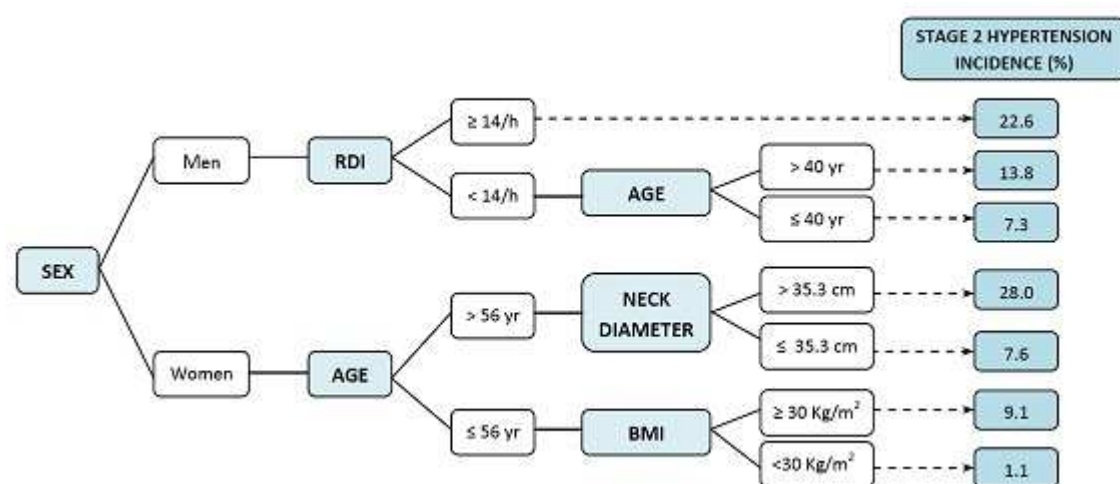 STAGE 2 HYPERTENSION
INCIDENCE (%)
≥ 14/h
22.6
Men
RDI
> 40 yr
13.8
< 14/h
AGE
≤ 40 yr
7.3
SEX
> 35.3 cm
28.0
> 56 yr
NECK
DIAMETER
≤ 35.3 cm
7.6
Women
AGE
≥ 30 Kg/m²
9.1
≤ 56 yr
BMI
<30 Kg/m²
1.1